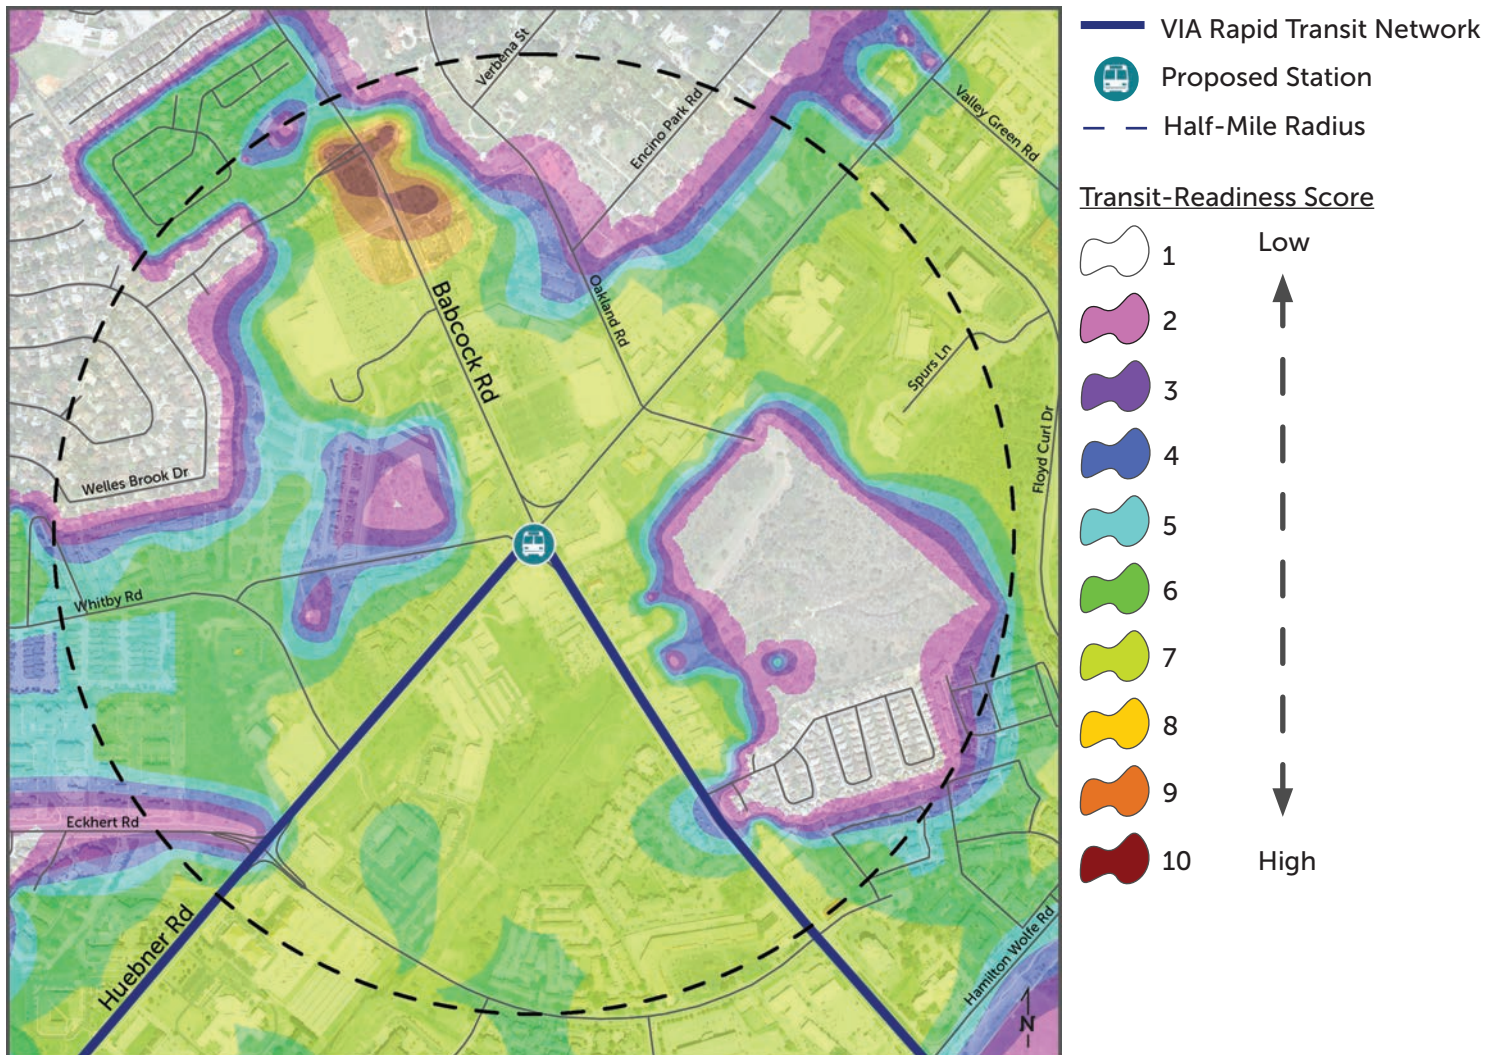 Verbena St
Encino Park Rd
Valley Green Rd
Babcock Rd
Oakland Rd
Spurs Ln
Floyd Curl Dr
Welles Brook Dr
Whitby Rd
Eckhert Rd
Huebner Rd
Hamilton Wolfe Rd
N
VIA Rapid Transit Network
Proposed Station
Half-Mile Radius
Transit-Readiness Score
1 Low
2
3
4
5
6
7
8
9
10 High